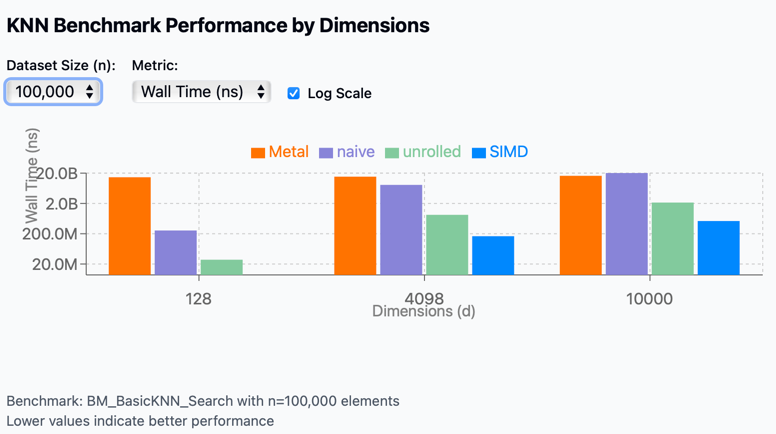 KNN Benchmark Performance by Dimensions
Dataset Size (n): Metric:
100,000 Wall Time (ns) Log Scale
Metal naive unrolled SIMD
Wall Time (ns)
20.0B
2.0B
200.0M
20.0M
128 4098 10000
Dimensions (d)
Benchmark: BM_BasicKNN_Search with n=100,000 elements
Lower values indicate better performance